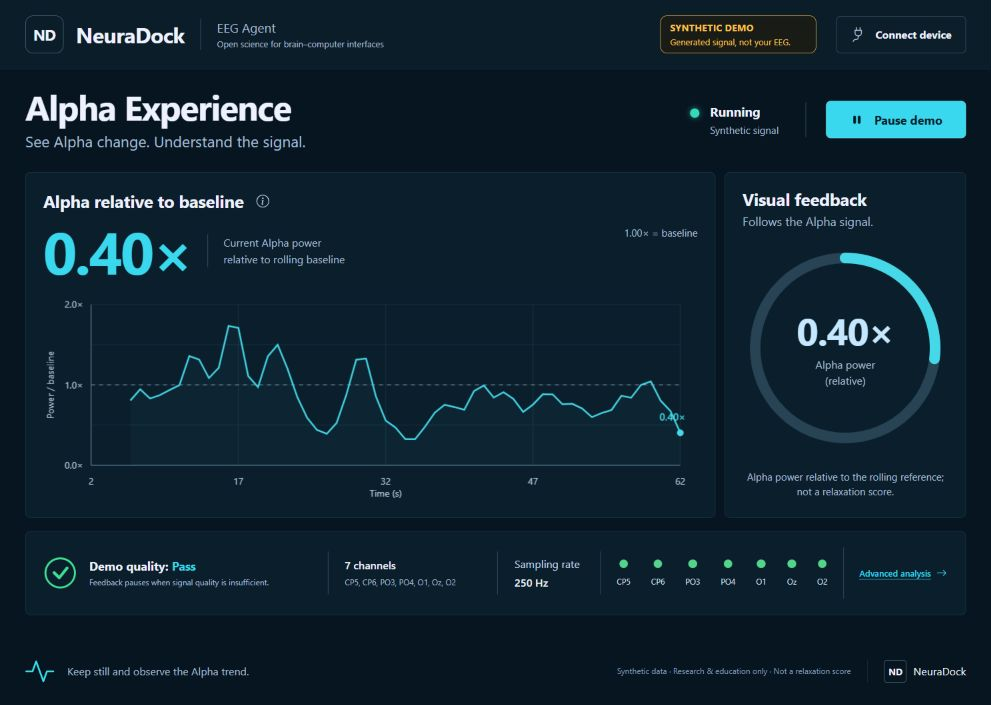 ND
NeuraDock
EEG Agent
Open science for brain–computer interfaces
SYNTHETIC DEMO
Generated signal, not your EEG.
Connect device
Alpha Experience
See Alpha change. Understand the signal.
Running
Synthetic signal
Pause demo
Alpha relative to baseline
0.40×
Current Alpha power
relative to rolling baseline
1.00× = baseline
2.0×
1.0×
0.0×
Power / baseline
0.40×
2 17 32 47 62
Time (s)
Visual feedback
Follows the Alpha signal.
0.40×
Alpha power
(relative)
Alpha power relative to the rolling reference;
not a relaxation score.
Demo quality: Pass
Feedback pauses when signal quality is insufficient.
7 channels
CP5, CP6, PO3, PO4, O1, Oz, O2
Sampling rate
250 Hz
CP5 CP6 PO3 PO4 O1 Oz O2
Advanced analysis →
Keep still and observe the Alpha trend.
Synthetic data · Research & education only · Not a relaxation score
ND
NeuraDock